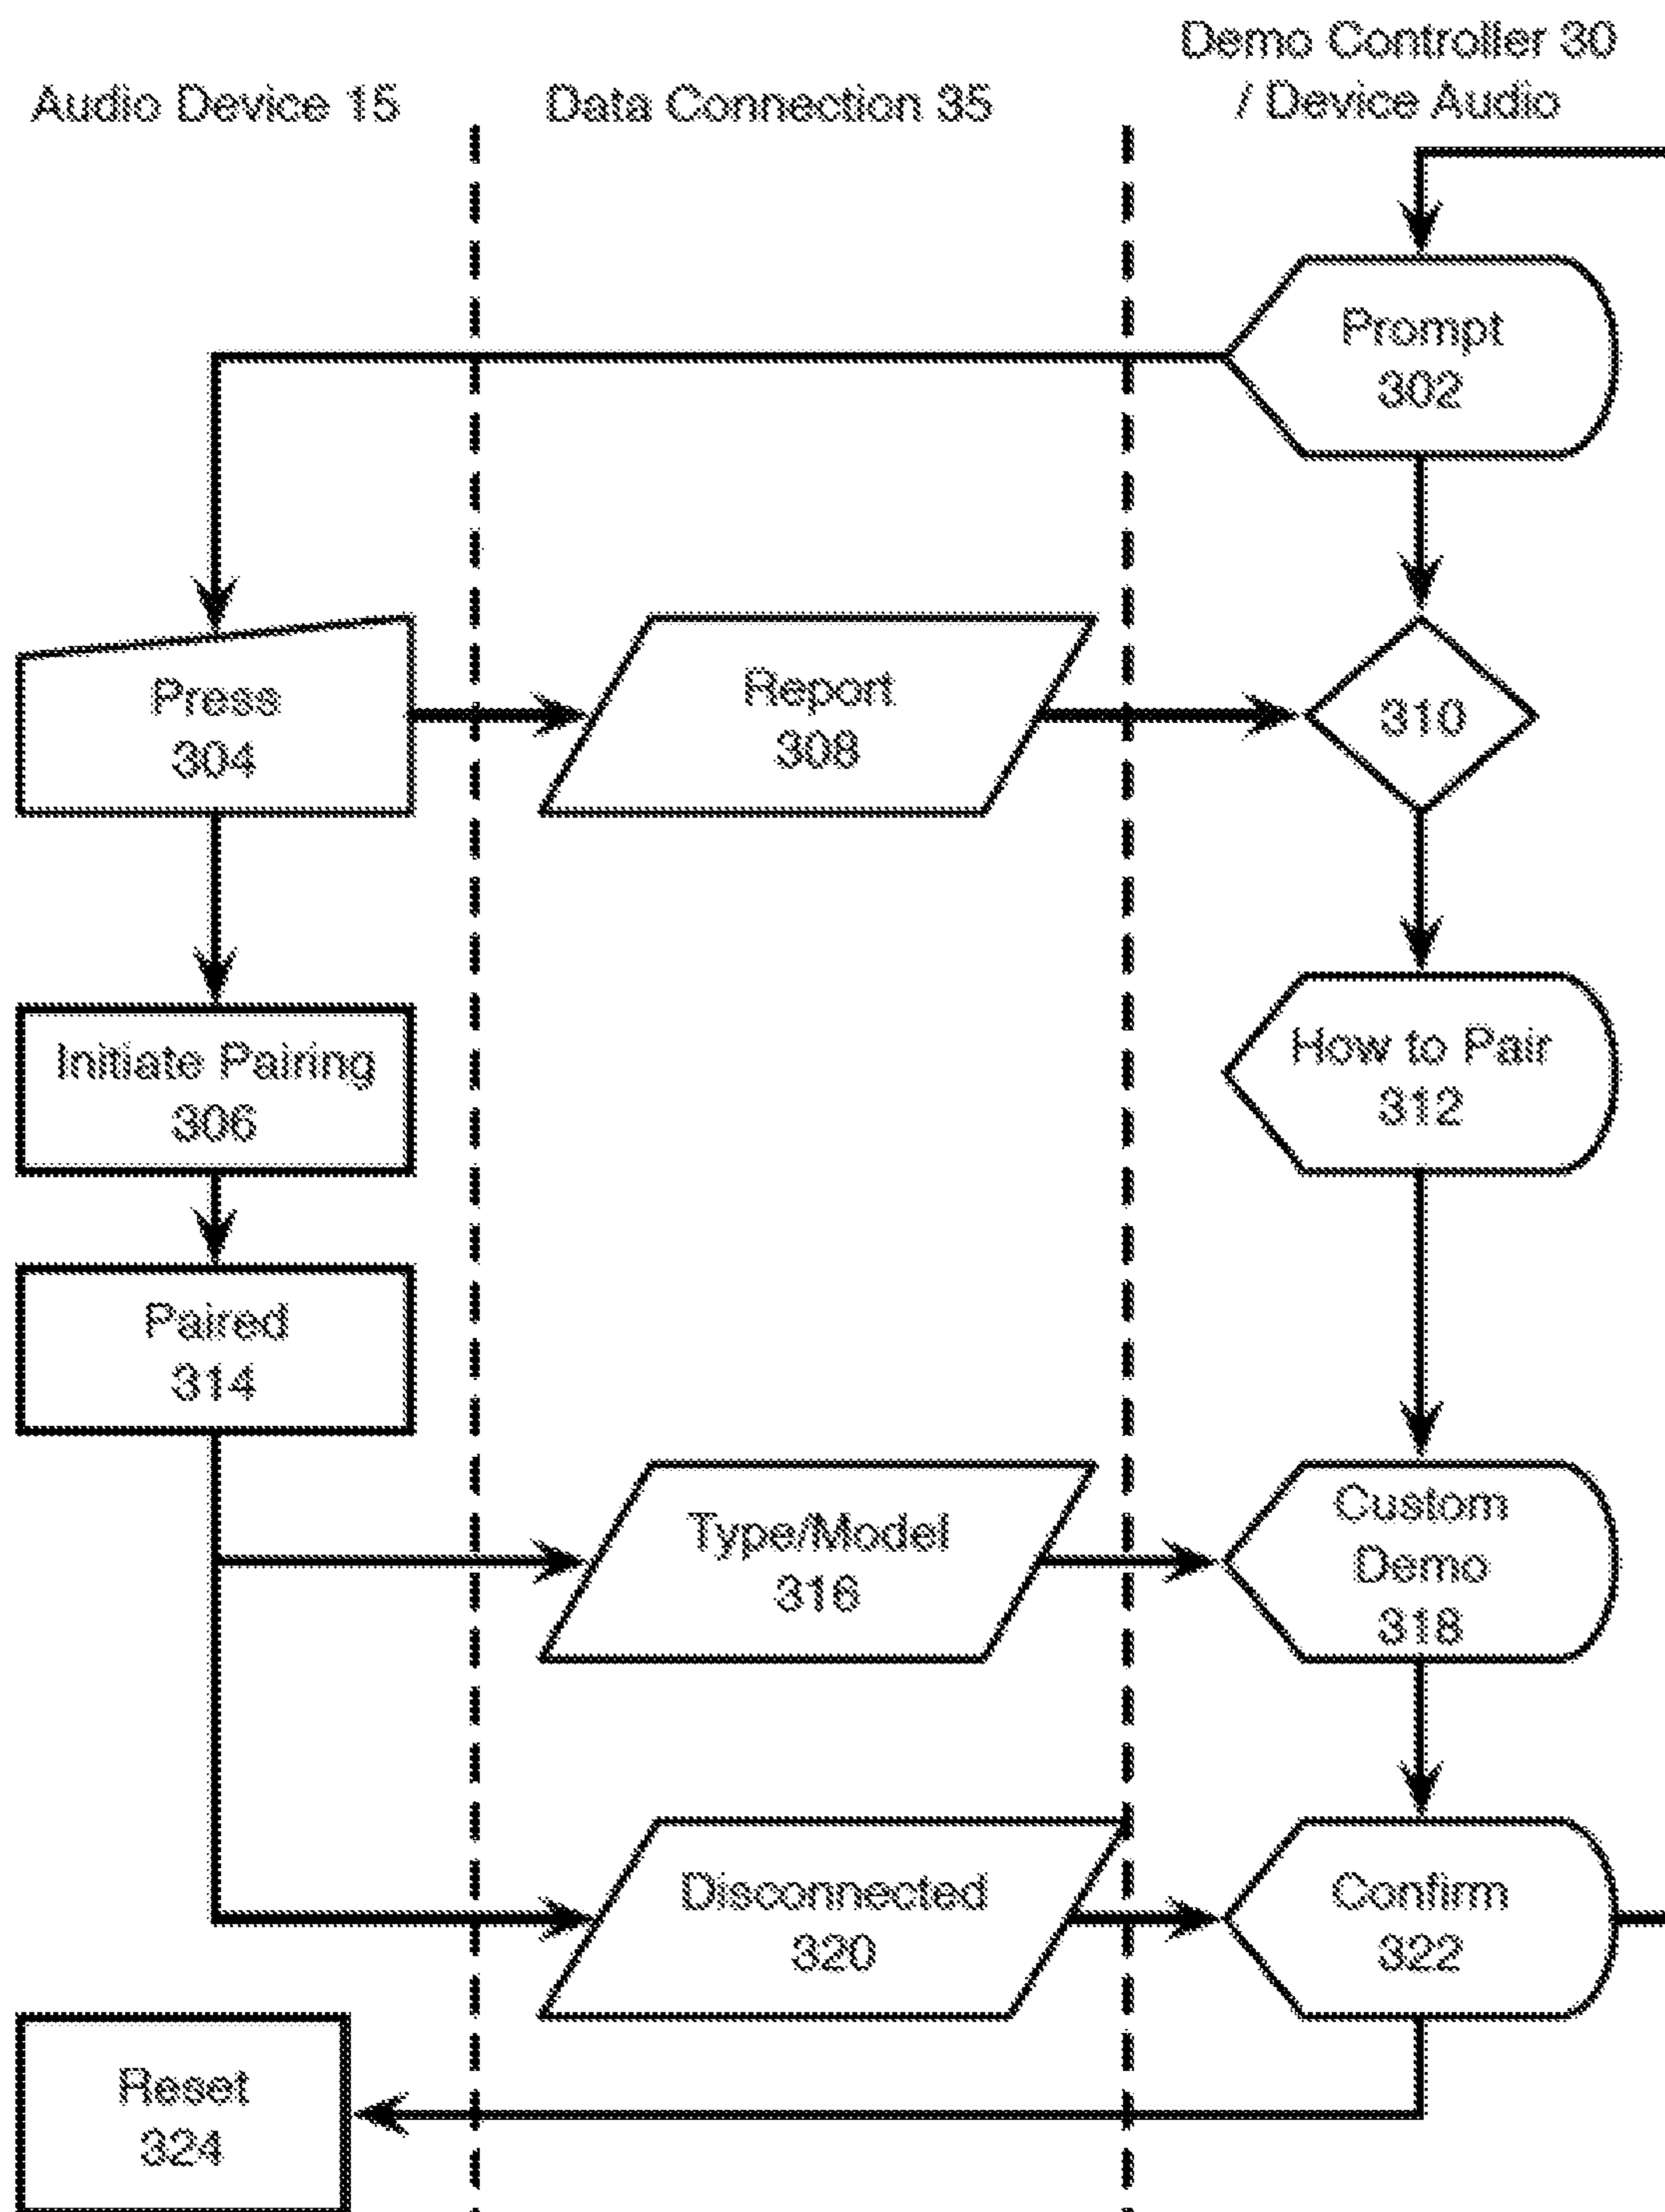 Audio Device 15
Data Connection 35
Demo Controller 30
/ Device Audio
Prompt
302
Press
304
Report
308
310
Initiate Pairing
306
How to Pair
312
Paired
314
Type/Model
316
Custom
Demo
318
Disconnected
320
Confirm
322
Reset
324